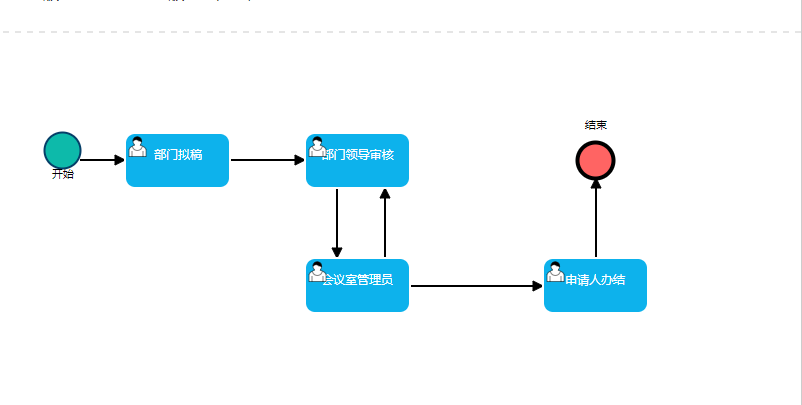 结束
开始
部门拟稿
部门领导审核
会议室管理员
申请人办结